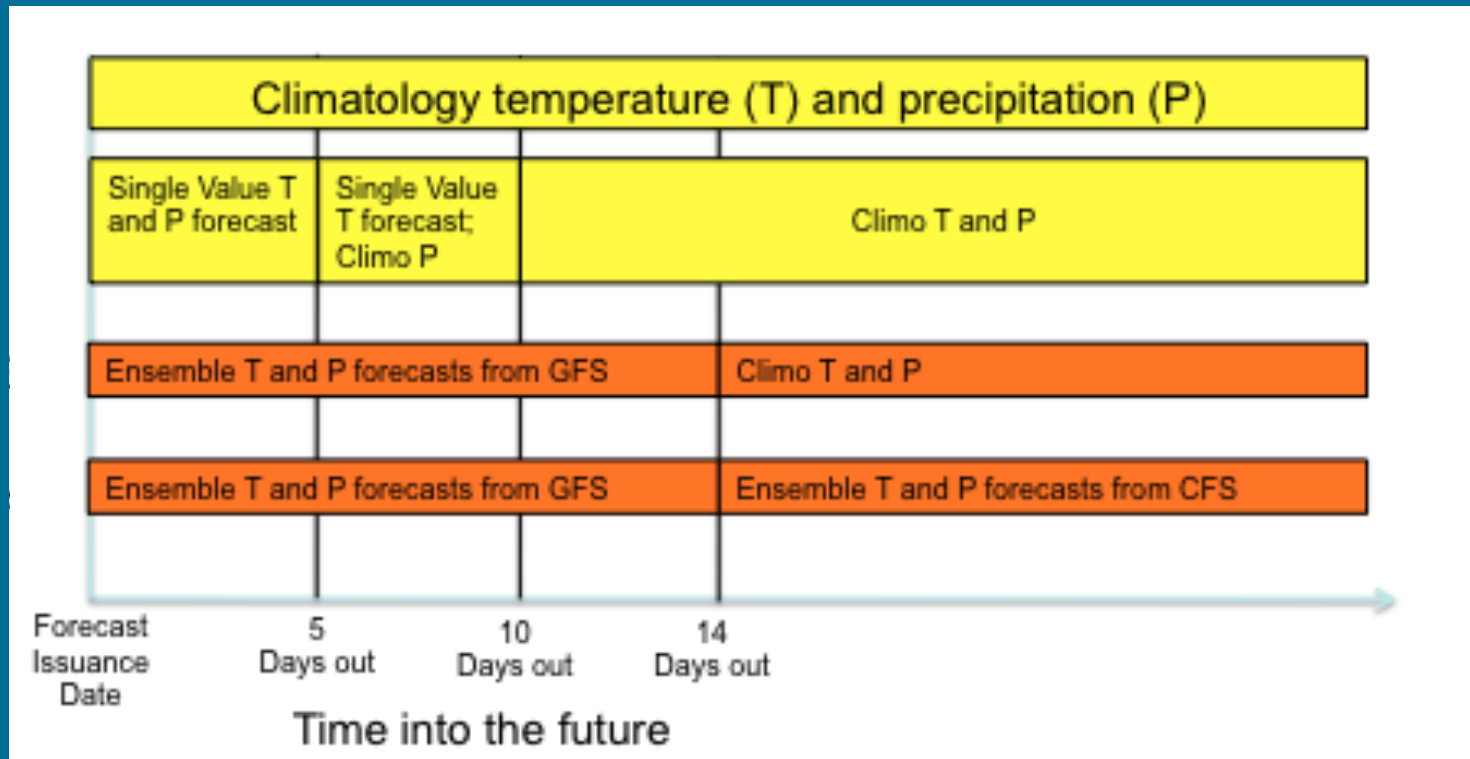 Climatology temperature (T) and precipitation (P)
Single Value T
and P forecast
Single Value
T forecast;
Climo P
Climo T and P
Ensemble T and P forecasts from GFS
Climo T and P
Ensemble T and P forecasts from GFS
Ensemble T and P forecasts from CFS
Forecast
Issuance
Date
5
Days out
10
Days out
14
Days out
Time into the future